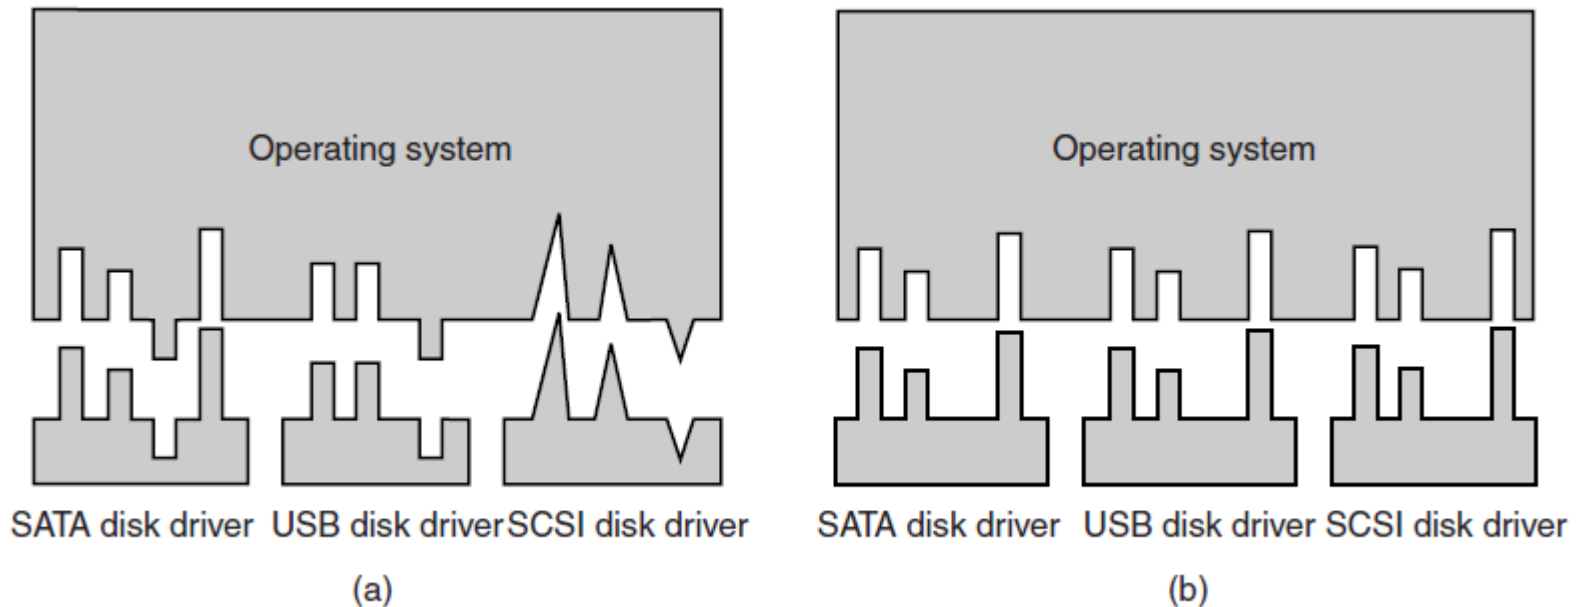 Operating system
Operating system
SATA disk driver USB disk driver SCSI disk driver
SATA disk driver USB disk driver SCSI disk driver
(a)
(b)